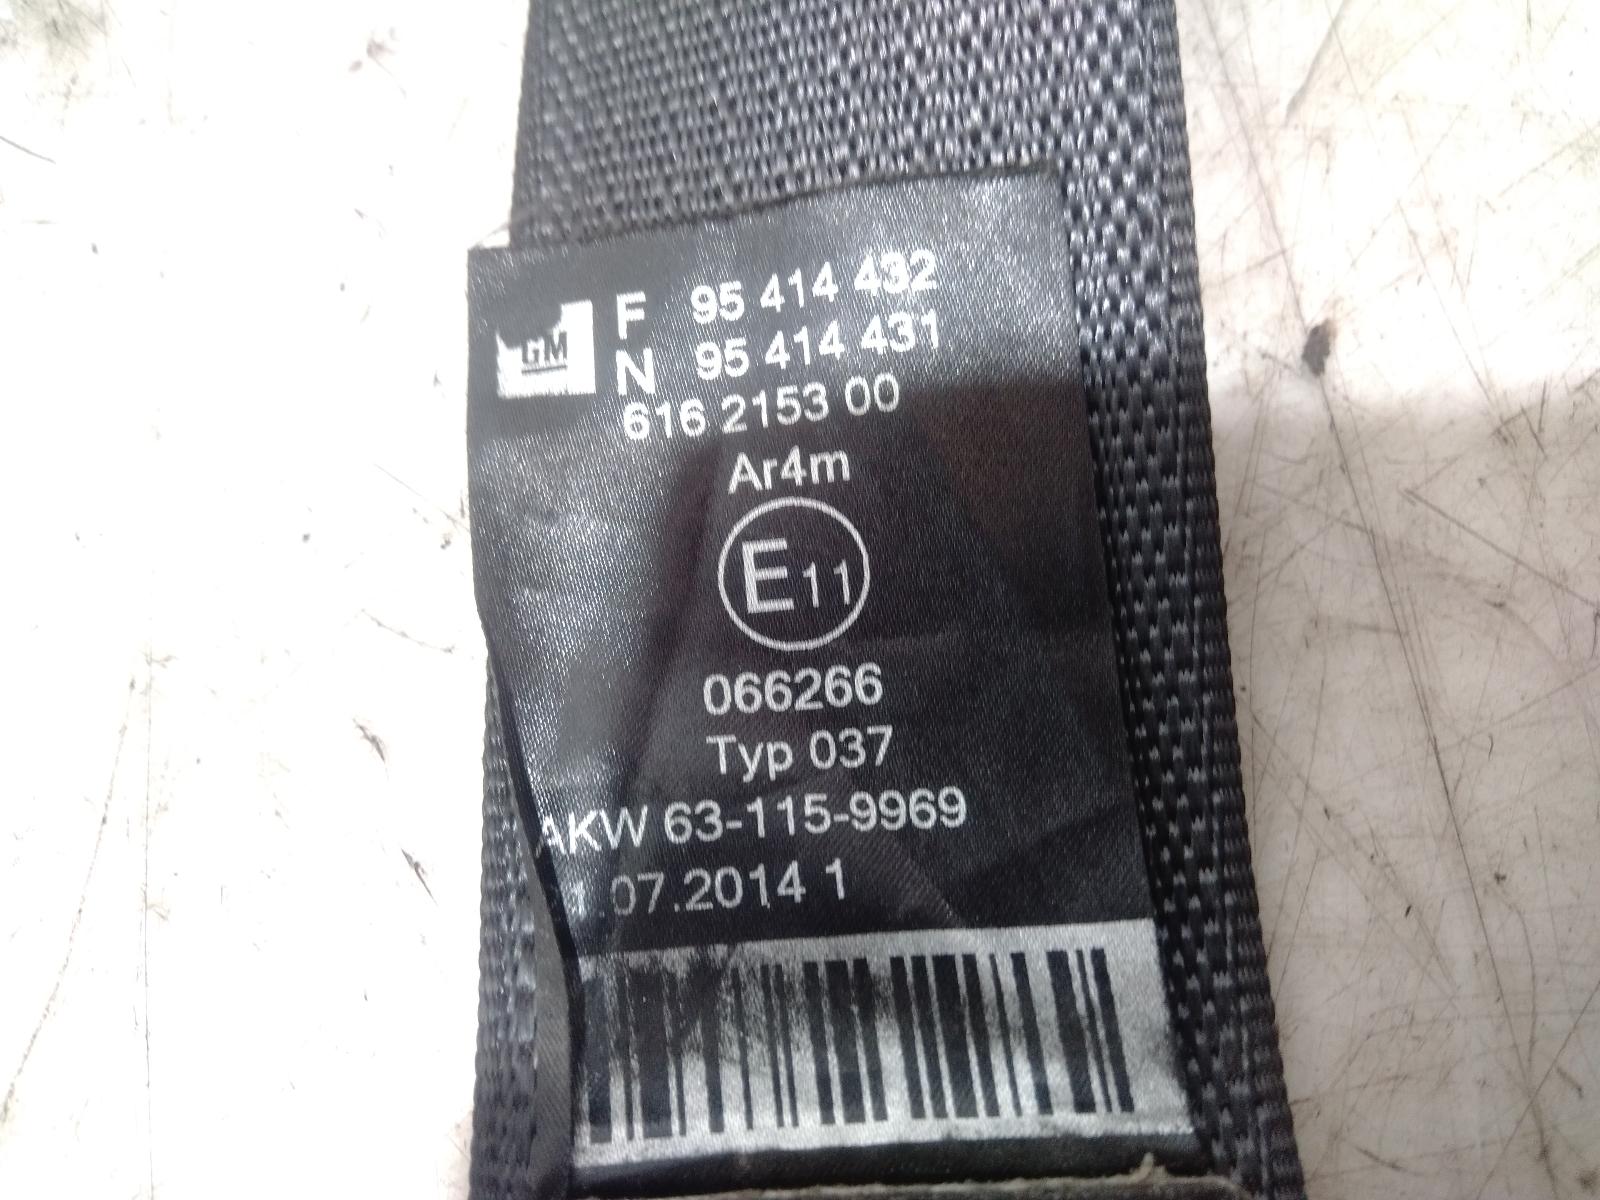 GM F 95 414 432
N 95 414 431
616 2153 00
Ar4m
E11
066266
Typ 037
AKW 63-115-9969
.07.2014 1